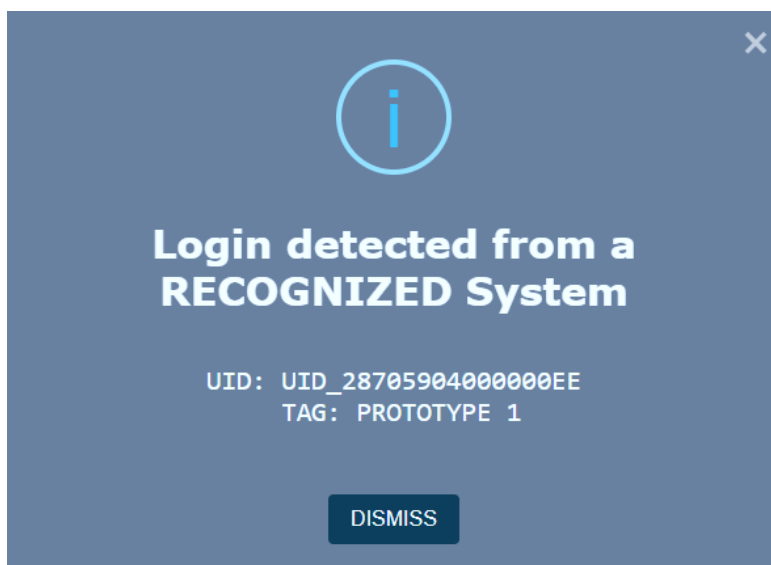 Login detected from a
RECOGNIZED System
UID: UID_28705904000000EE
TAG: PROTOTYPE 1
DISMISS